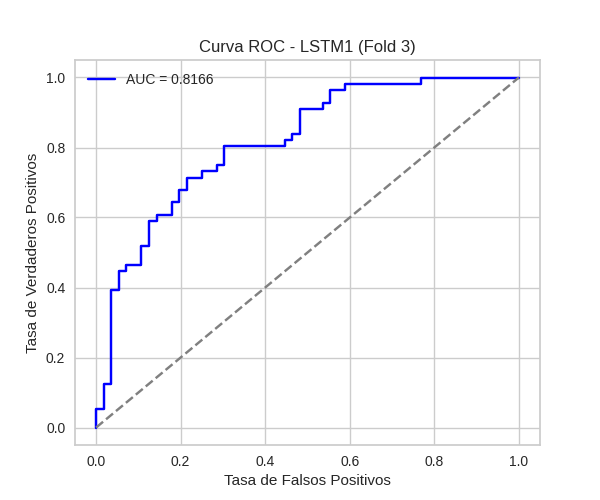 Curva ROC - LSTM1 (Fold 3)
AUC = 0.8166
Tasa de Verdaderos Positivos
1.0
0.8
0.6
0.4
0.2
0.0
0.0 0.2 0.4 0.6 0.8 1.0
Tasa de Falsos Positivos